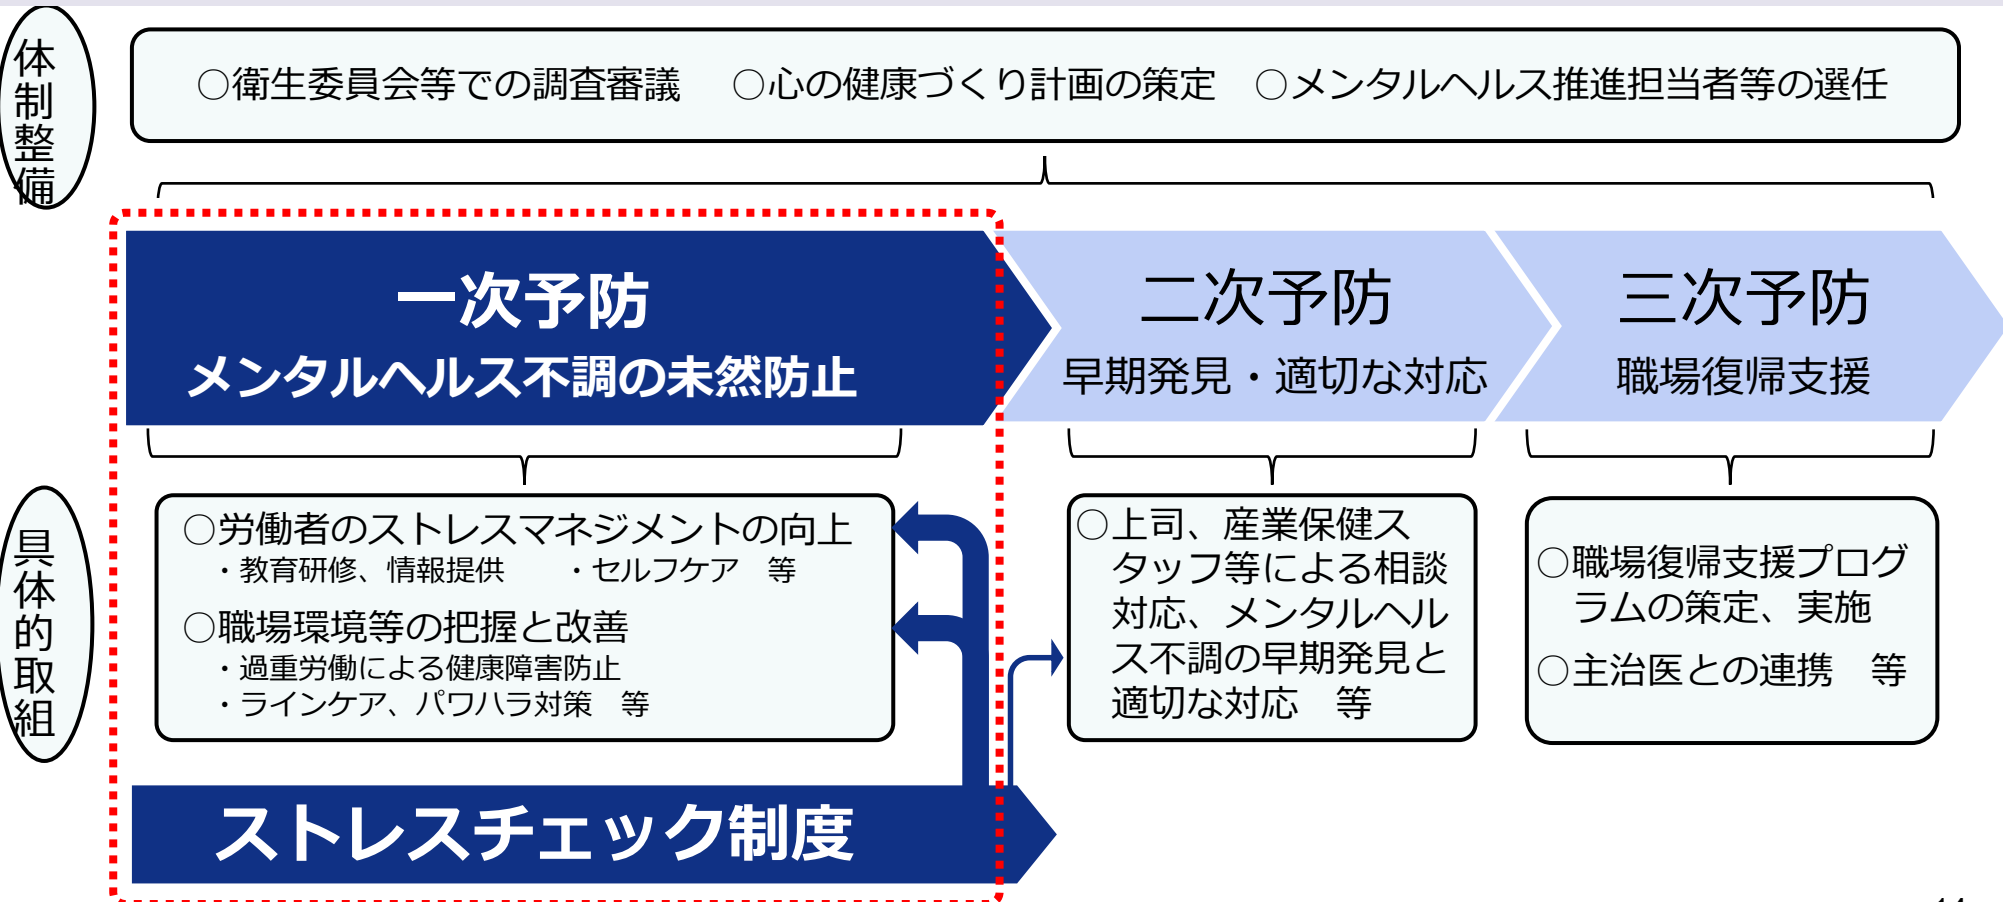 体制整備
○衛生委員会等での調査審議　○心の健康づくり計画の策定　○メンタルヘルス推進担当者等の選任
一次予防
メンタルヘルス不調の未然防止
二次予防
早期発見・適切な対応
三次予防
職場復帰支援
具体的取組
○労働者のストレスマネジメントの向上
・教育研修、情報提供　　・セルフケア　等
○職場環境等の把握と改善
・過重労働による健康障害防止
・ラインケア、パワハラ対策　等
○上司、産業保健ス
タッフ等による相談
対応、メンタルヘル
ス不調の早期発見と
適切な対応　等
○職場復帰支援プログ
ラムの策定、実施
○主治医との連携　等
ストレスチェック制度